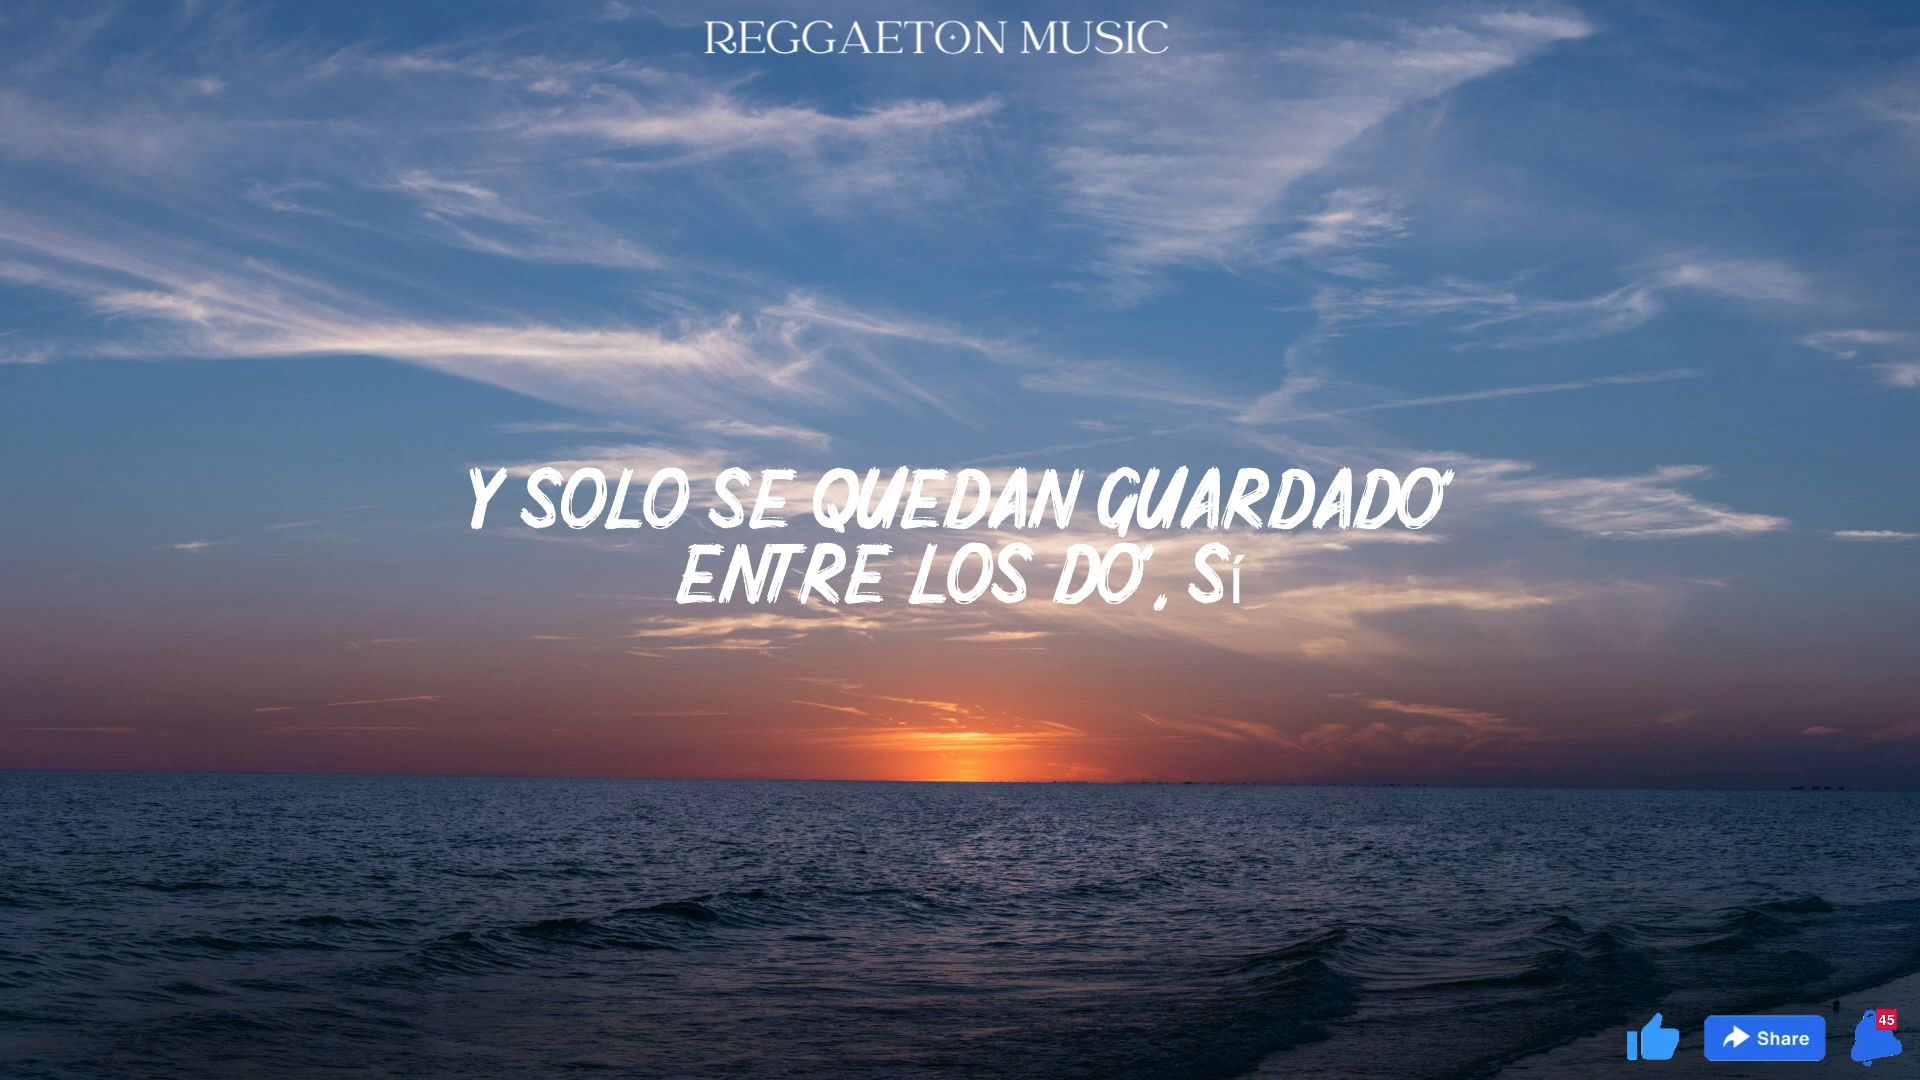 REGGAETON MUSIC
Y SOLO SE QUEDAN GUARDADO'
ENTRE LOS DO', Sí
Share
45